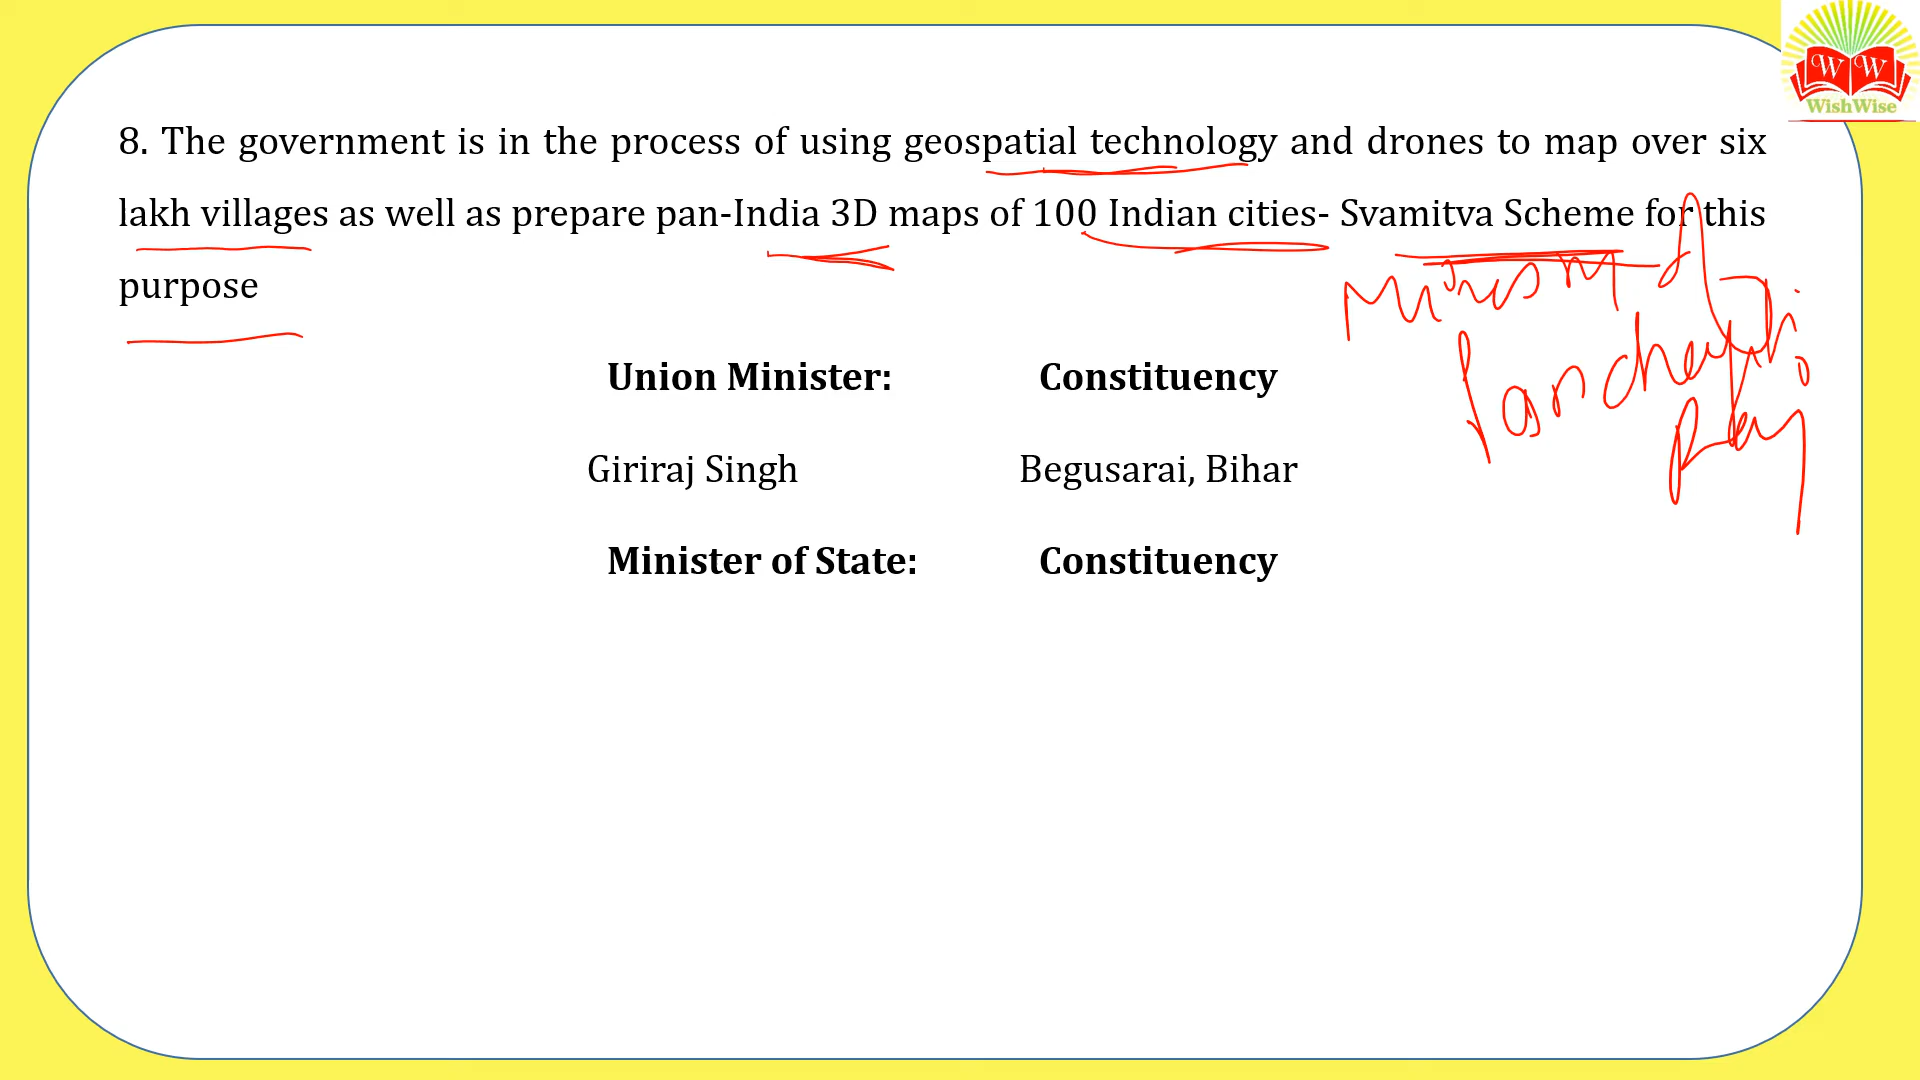 W W
WishWise
8. The government is in the process of using geospatial technology and drones to map over six
lakh villages as well as prepare pan-India 3D maps of 100 Indian cities- Svamitva Scheme for this
purpose
Union Minister: Constituency
Giriraj Singh Begusarai, Bihar
Minister of State: Constituency